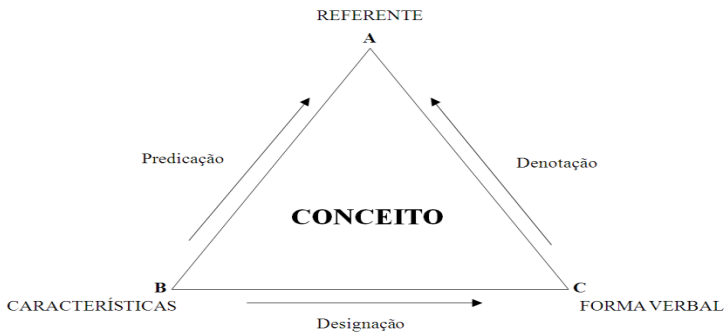 REFERENTE
A
Predicação
Denotação
CONCEITO
B
C
CARACTERÍSTICAS
FORMA VERBAL
Designação